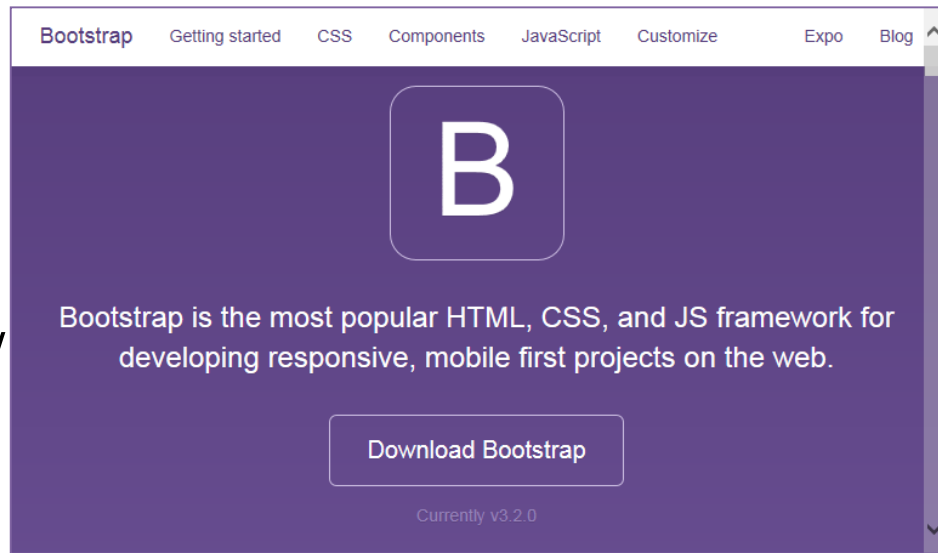 Bootstrap Getting started CSS Components JavaScript Customize Expo Blog
B
Bootstrap is the most popular HTML, CSS, and JS framework for
developing responsive, mobile first projects on the web.
Download Bootstrap
Currently v3.2.0